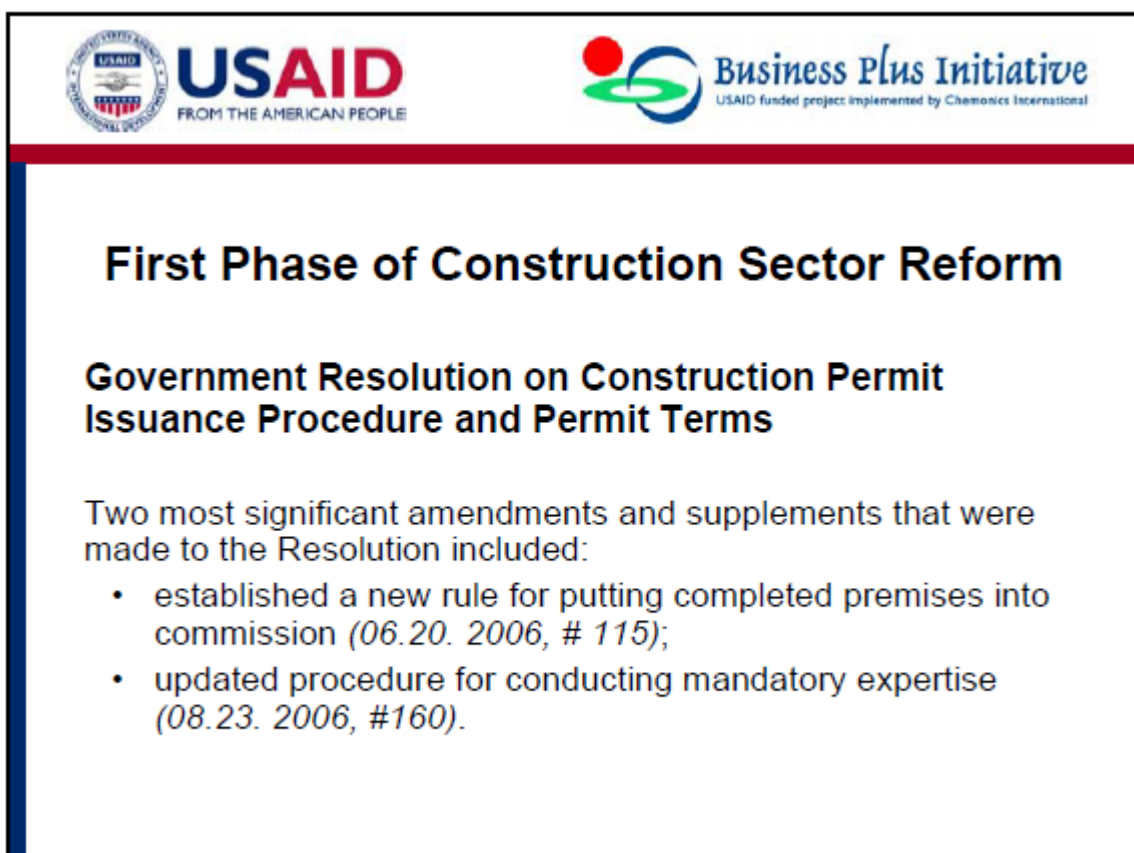 USAID
USAID
FROM THE AMERICAN PEOPLE
Business Plus Initiative
USAID funded project implemented by Chemonics International
First Phase of Construction Sector Reform
Government Resolution on Construction Permit
Issuance Procedure and Permit Terms
Two most significant amendments and supplements that were
made to the Resolution included:
• established a new rule for putting completed premises into
commission (06.20. 2006, # 115);
• updated procedure for conducting mandatory expertise
(08.23. 2006, #160).